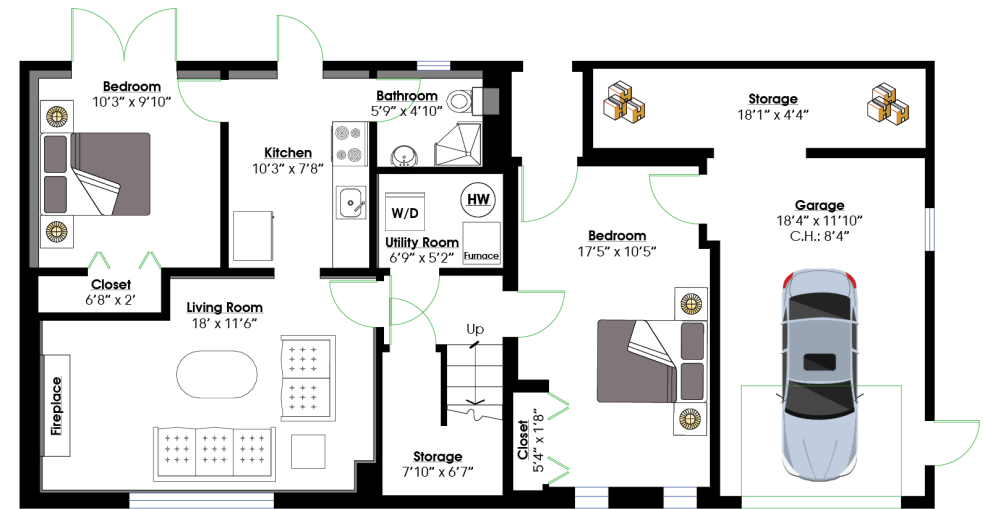 Bedroom
10'3" x 9'10"
Kitchen
10'3" x 7'8"
Bathroom
5'9" x 4'10"
Storage
18'1" x 4'4"
W/D
HW
Furnace
Utility Room
6'9" x 5'2"
Bedroom
17'5" x 10'5"
Garage
18'4" x 11'10"
C.H.: 8'4"
Closet
6'8" x 2'
Living Room
18' x 11'6"
Up
Fireplace
Storage
7'10" x 6'7"
Closet
5'4" x 1'8"